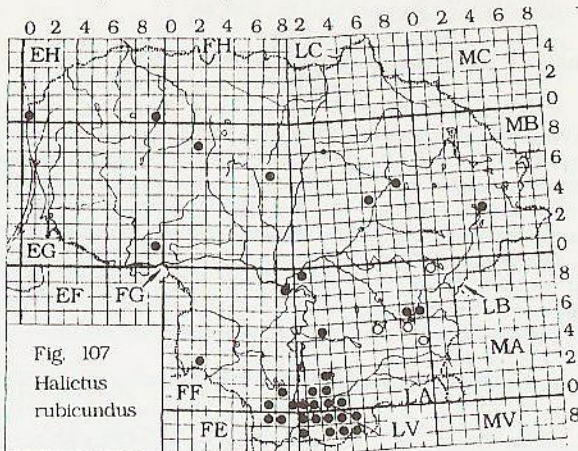 0 2 4 6 8 0 2 4 6 8 2 4 6 8 0 2 4 6 8
EH FH LC MC
4
2
0
MB
8
6
4
2
EG
0
EF FG
8
LB
6
Fig. 107 MA
4
Halictus
2
rubicundus FF
0
LA
FE LV MV 8